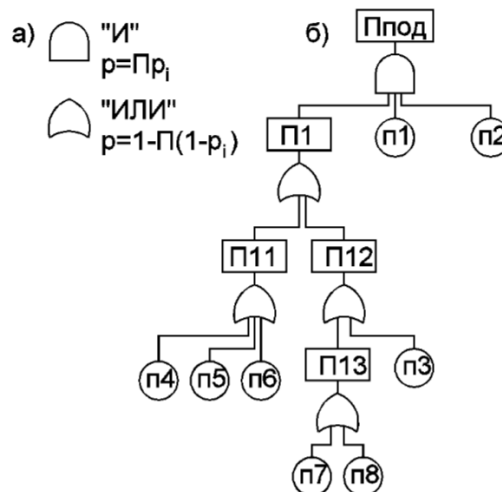 а)
"И"
p=Пpi
"ИЛИ"
p=1-П(1-pi)
б)
Ппод
П1
п1
п2
П11
П12
п4
п5
п6
П13
п3
п7
п8